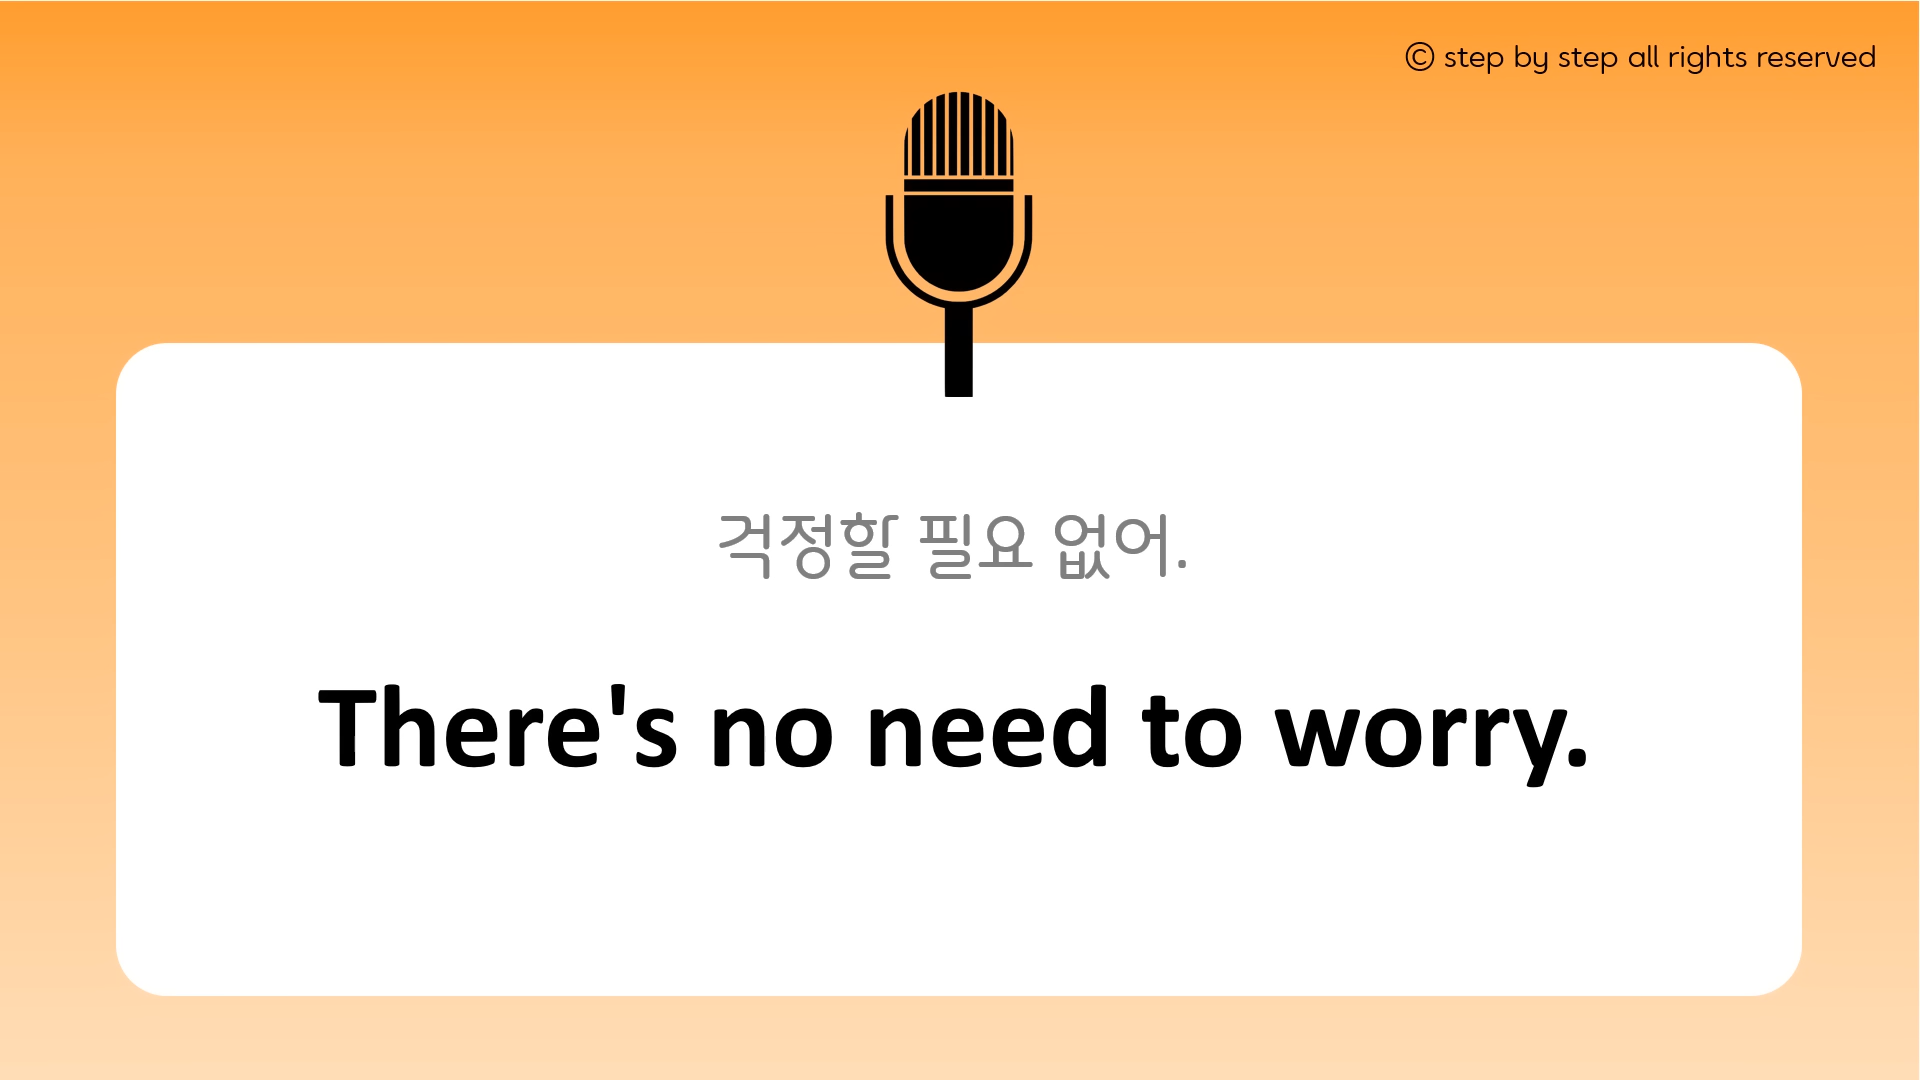 © step by step all rights reserved
걱정할 필요 없어.
There's no need to worry.